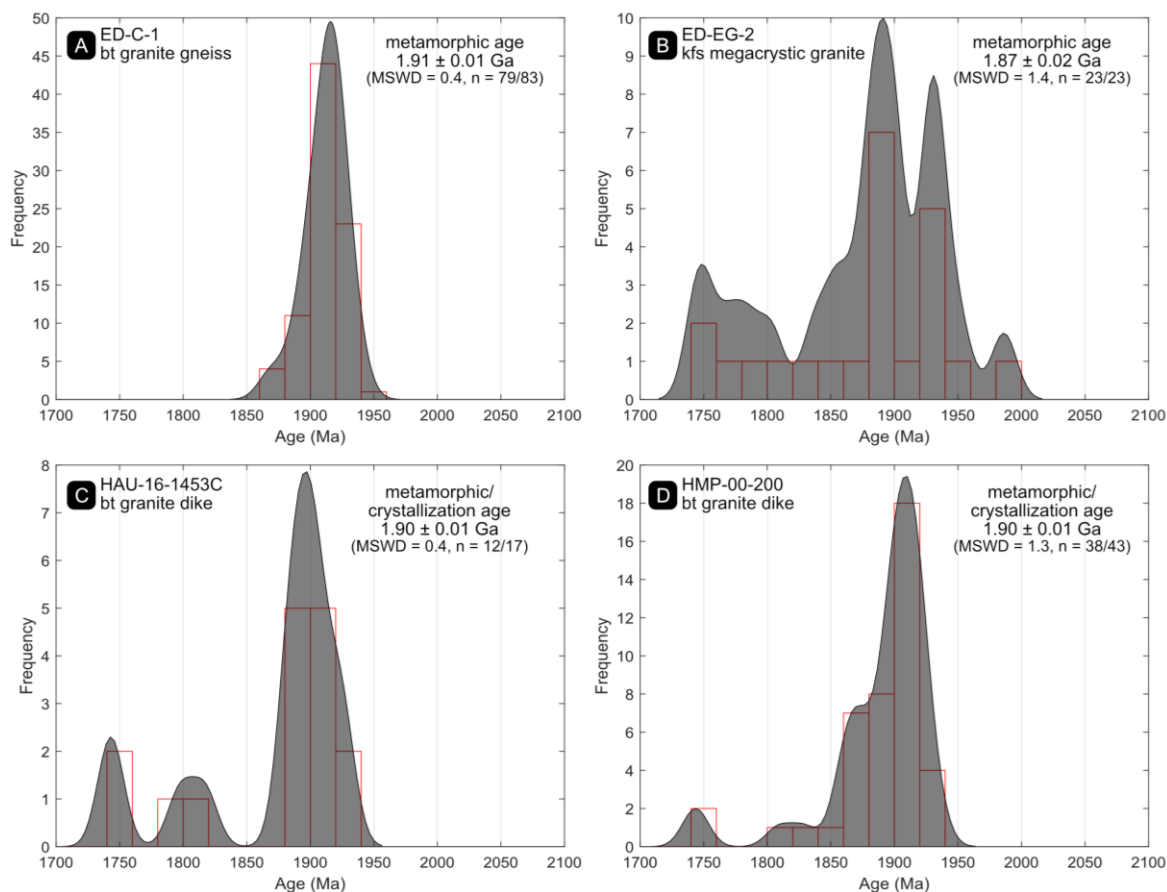 A
ED-C-1
bt granite gneiss
metamorphic age
1.91 ± 0.01 Ga
(MSWD = 0.4, n = 79/83)
Frequency
50
45
40
35
30
25
20
15
10
5
0
1700 1750 1800 1850 1900 1950 2000 2050 2100
Age (Ma)
B
ED-EG-2
kfs megacrystic granite
metamorphic age
1.87 ± 0.02 Ga
(MSWD = 1.4, n = 23/23)
Frequency
10
9
8
7
6
5
4
3
2
1
0
1700 1750 1800 1850 1900 1950 2000 2050 2100
Age (Ma)
C
HAU-16-1453C
bt granite dike
metamorphic/
crystallization age
1.90 ± 0.01 Ga
(MSWD = 0.4, n = 12/17)
Frequency
8
7
6
5
4
3
2
1
0
1700 1750 1800 1850 1900 1950 2000 2050 2100
Age (Ma)
D
HMP-00-200
bt granite dike
metamorphic/
crystallization age
1.90 ± 0.01 Ga
(MSWD = 1.3, n = 38/43)
Frequency
20
18
16
14
12
10
8
6
4
2
0
1700 1750 1800 1850 1900 1950 2000 2050 2100
Age (Ma)